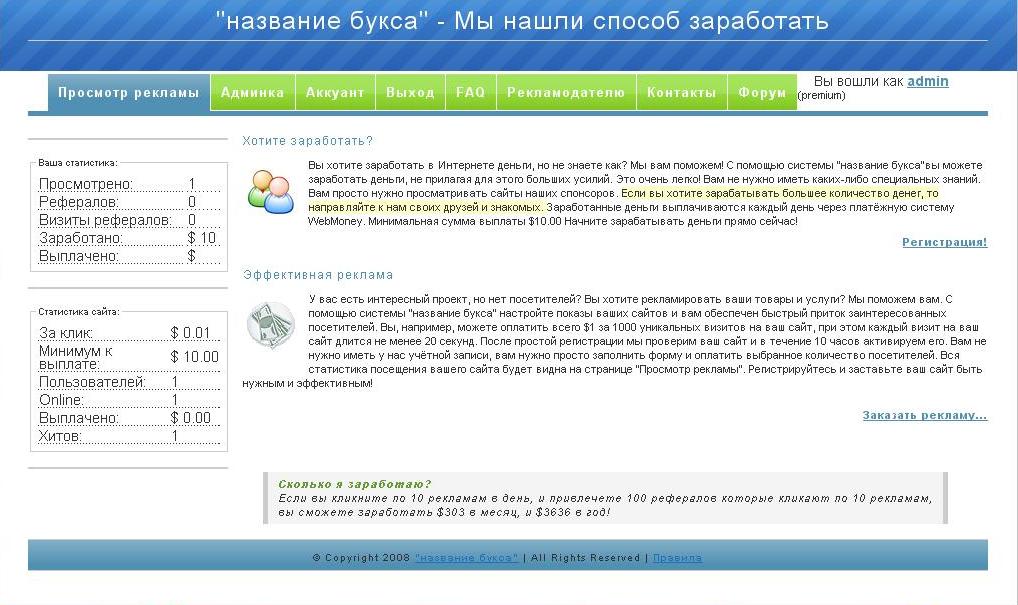 "название букса" - Мы нашли способ заработать
Просмотр рекламы
Админка
Аккуант
Выход
FAQ
Рекламодателю
Контакты
Форум
Вы вошли как admin
(premium)
Ваша статистика:
Просмотрено: 1
Рефералов: 0
Визиты рефералов: 0
Заработано: $ 10
Выплачено: $
Статистика сайта:
За клик: $ 0.01
Минимум к
выплате: $ 10.00
Пользователей: 1
Online: 1
Выплачено: $ 0.00
Хитов: 1
Хотите заработать?
Вы хотите заработать в Интернете деньги, но не знаете как? Мы вам поможем! С помощью системы "название букса"вы можете
заработать деньги, не прилагая для этого больших усилий. Это очень легко! Вам не нужно иметь каких-либо специальных знаний.
Вам просто нужно просматривать сайты наших спонсоров. Если вы хотите зарабатывать большее количество денег, то
направляйте к нам своих друзей и знакомых. Заработанные деньги выплачиваются каждый день через платёжную систему
WebMoney. Минимальная сумма выплаты $10.00 Начните зарабатывать деньги прямо сейчас!
Регистрация!
Эффективная реклама
У вас есть интересный проект, но нет посетителей? Вы хотите рекламировать ваши товары и услуги? Мы поможем вам. С
помощью системы "название букса" настройте показы ваших сайтов и вам обеспечен быстрый приток заинтересованных
посетителей. Вы, например, можете оплатить всего $1 за 1000 уникальных визитов на ваш сайт, при этом каждый визит на ваш
сайт длится не менее 20 секунд. После простой регистрации мы проверим ваш сайт и в течение 10 часов активируем его. Вам не
нужно иметь у нас учётной записи, вам нужно просто заполнить форму и оплатить выбранное количество посетителей. Вся
статистика посещения вашего сайта будет видна на странице "Просмотр рекламы". Регистрируйтесь и заставьте ваш сайт быть
нужным и эффективным!
Заказать рекламу...
Сколько я заработаю?
Если вы кликните по 10 рекламам в день, и привлечете 100 рефералов которые кликают по 10 рекламам,
вы сможете заработать $303 в месяц, и $3636 в год!
© Copyright 2008 "название букса" | All Rights Reserved | Правила